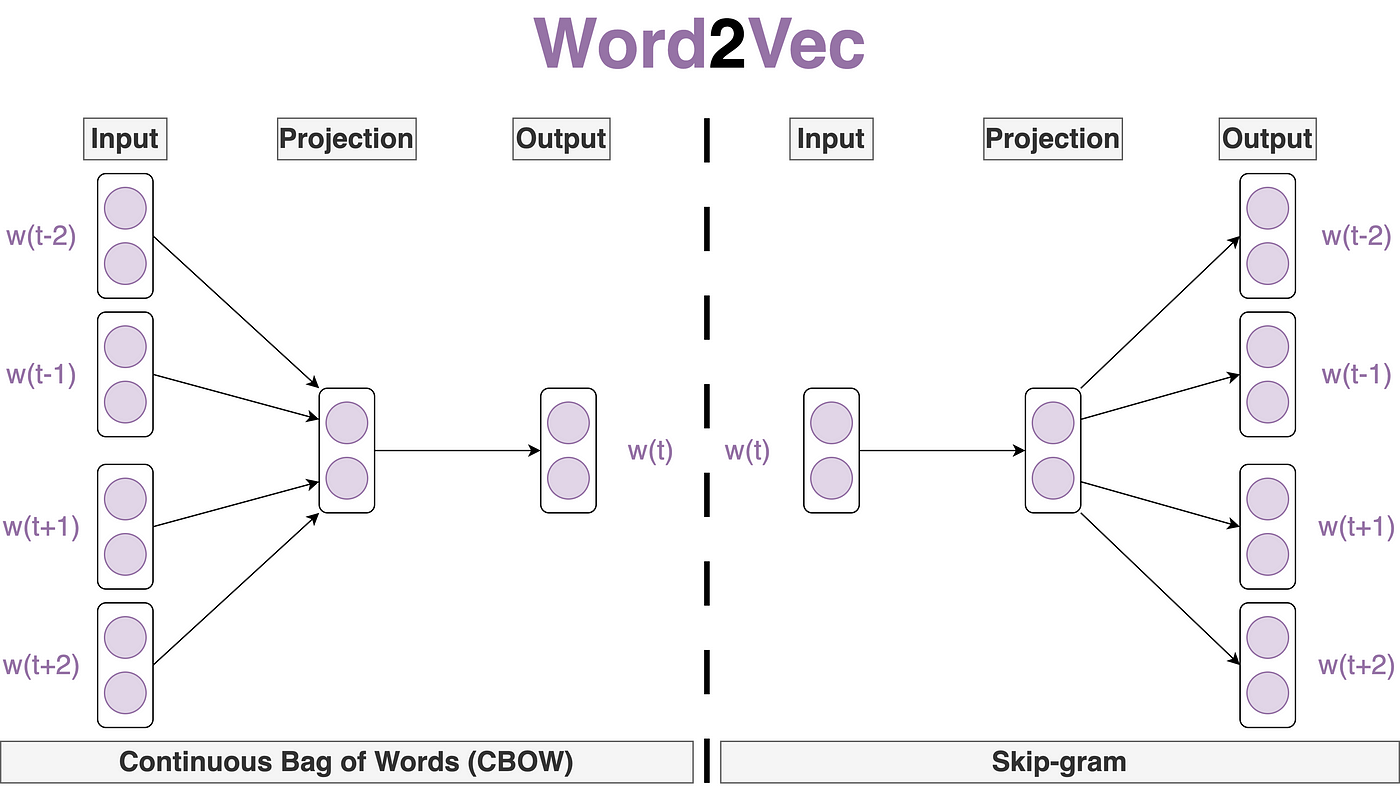 Word2Vec
Input
Projection
Output
w(t-2)
w(t-1)
w(t+1)
w(t+2)
w(t)
Continuous Bag of Words (CBOW)
Input
Projection
Output
w(t)
w(t-2)
w(t-1)
w(t+1)
w(t+2)
Skip-gram